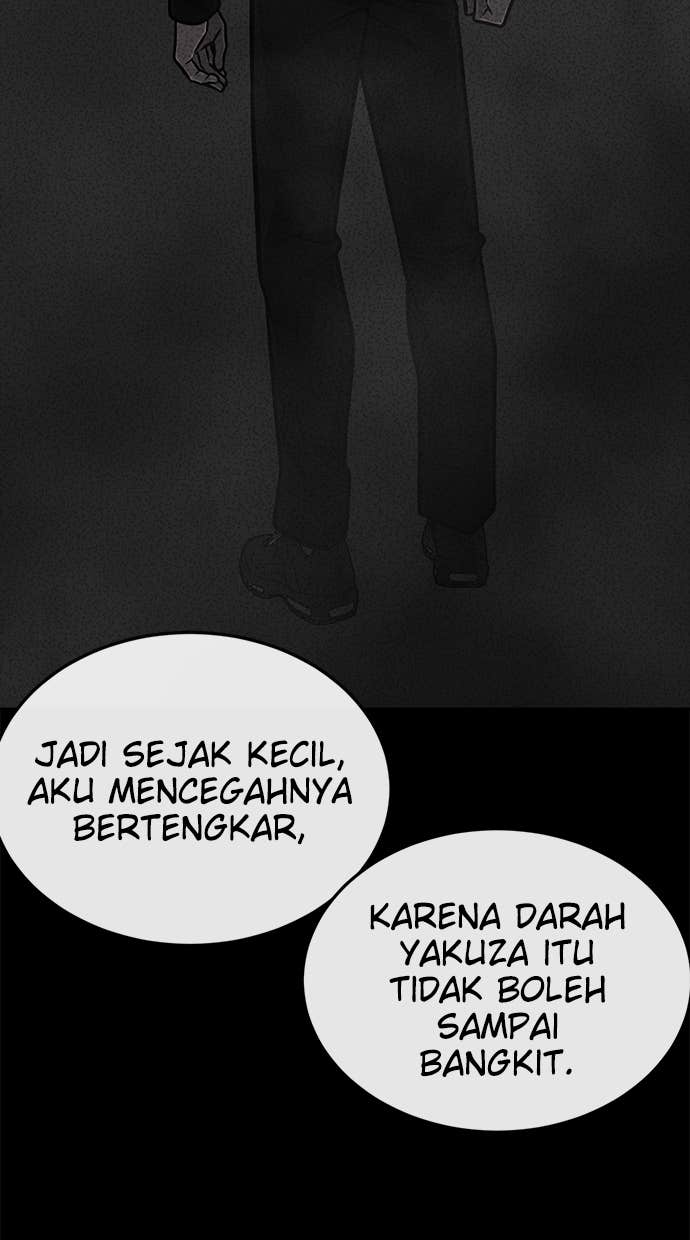 JADI SEJAK KECIL,
AKU MENCEGAHNYA
BERTENGKAR,
KARENA DARAH
YAKUZA ITU
TIDAK BOLEH
SAMPAI
BANGKIT.